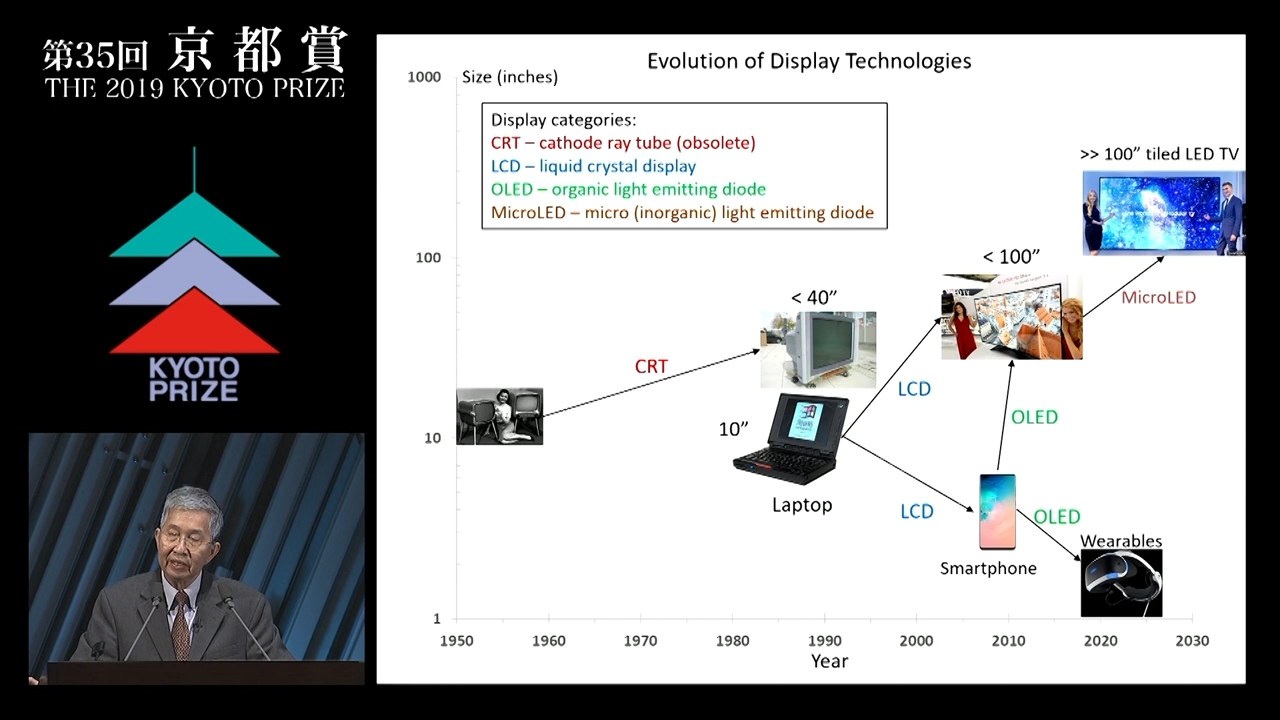 第35回 京都賞
THE 2019 KYOTO PRIZE
KYOTO
PRIZE
Evolution of Display Technologies
Size (inches)
1000
100
10
1
Display categories:
CRT – cathode ray tube (obsolete)
LCD – liquid crystal display
OLED – organic light emitting diode
MicroLED – micro (inorganic) light emitting diode
>> 100” tiled LED TV
< 100”
MicroLED
< 40”
CRT
LCD
10”
OLED
Laptop
LCD
OLED
Wearables
Smartphone
1950 1960 1970 1980 1990 2000 2010 2020 2030
Year